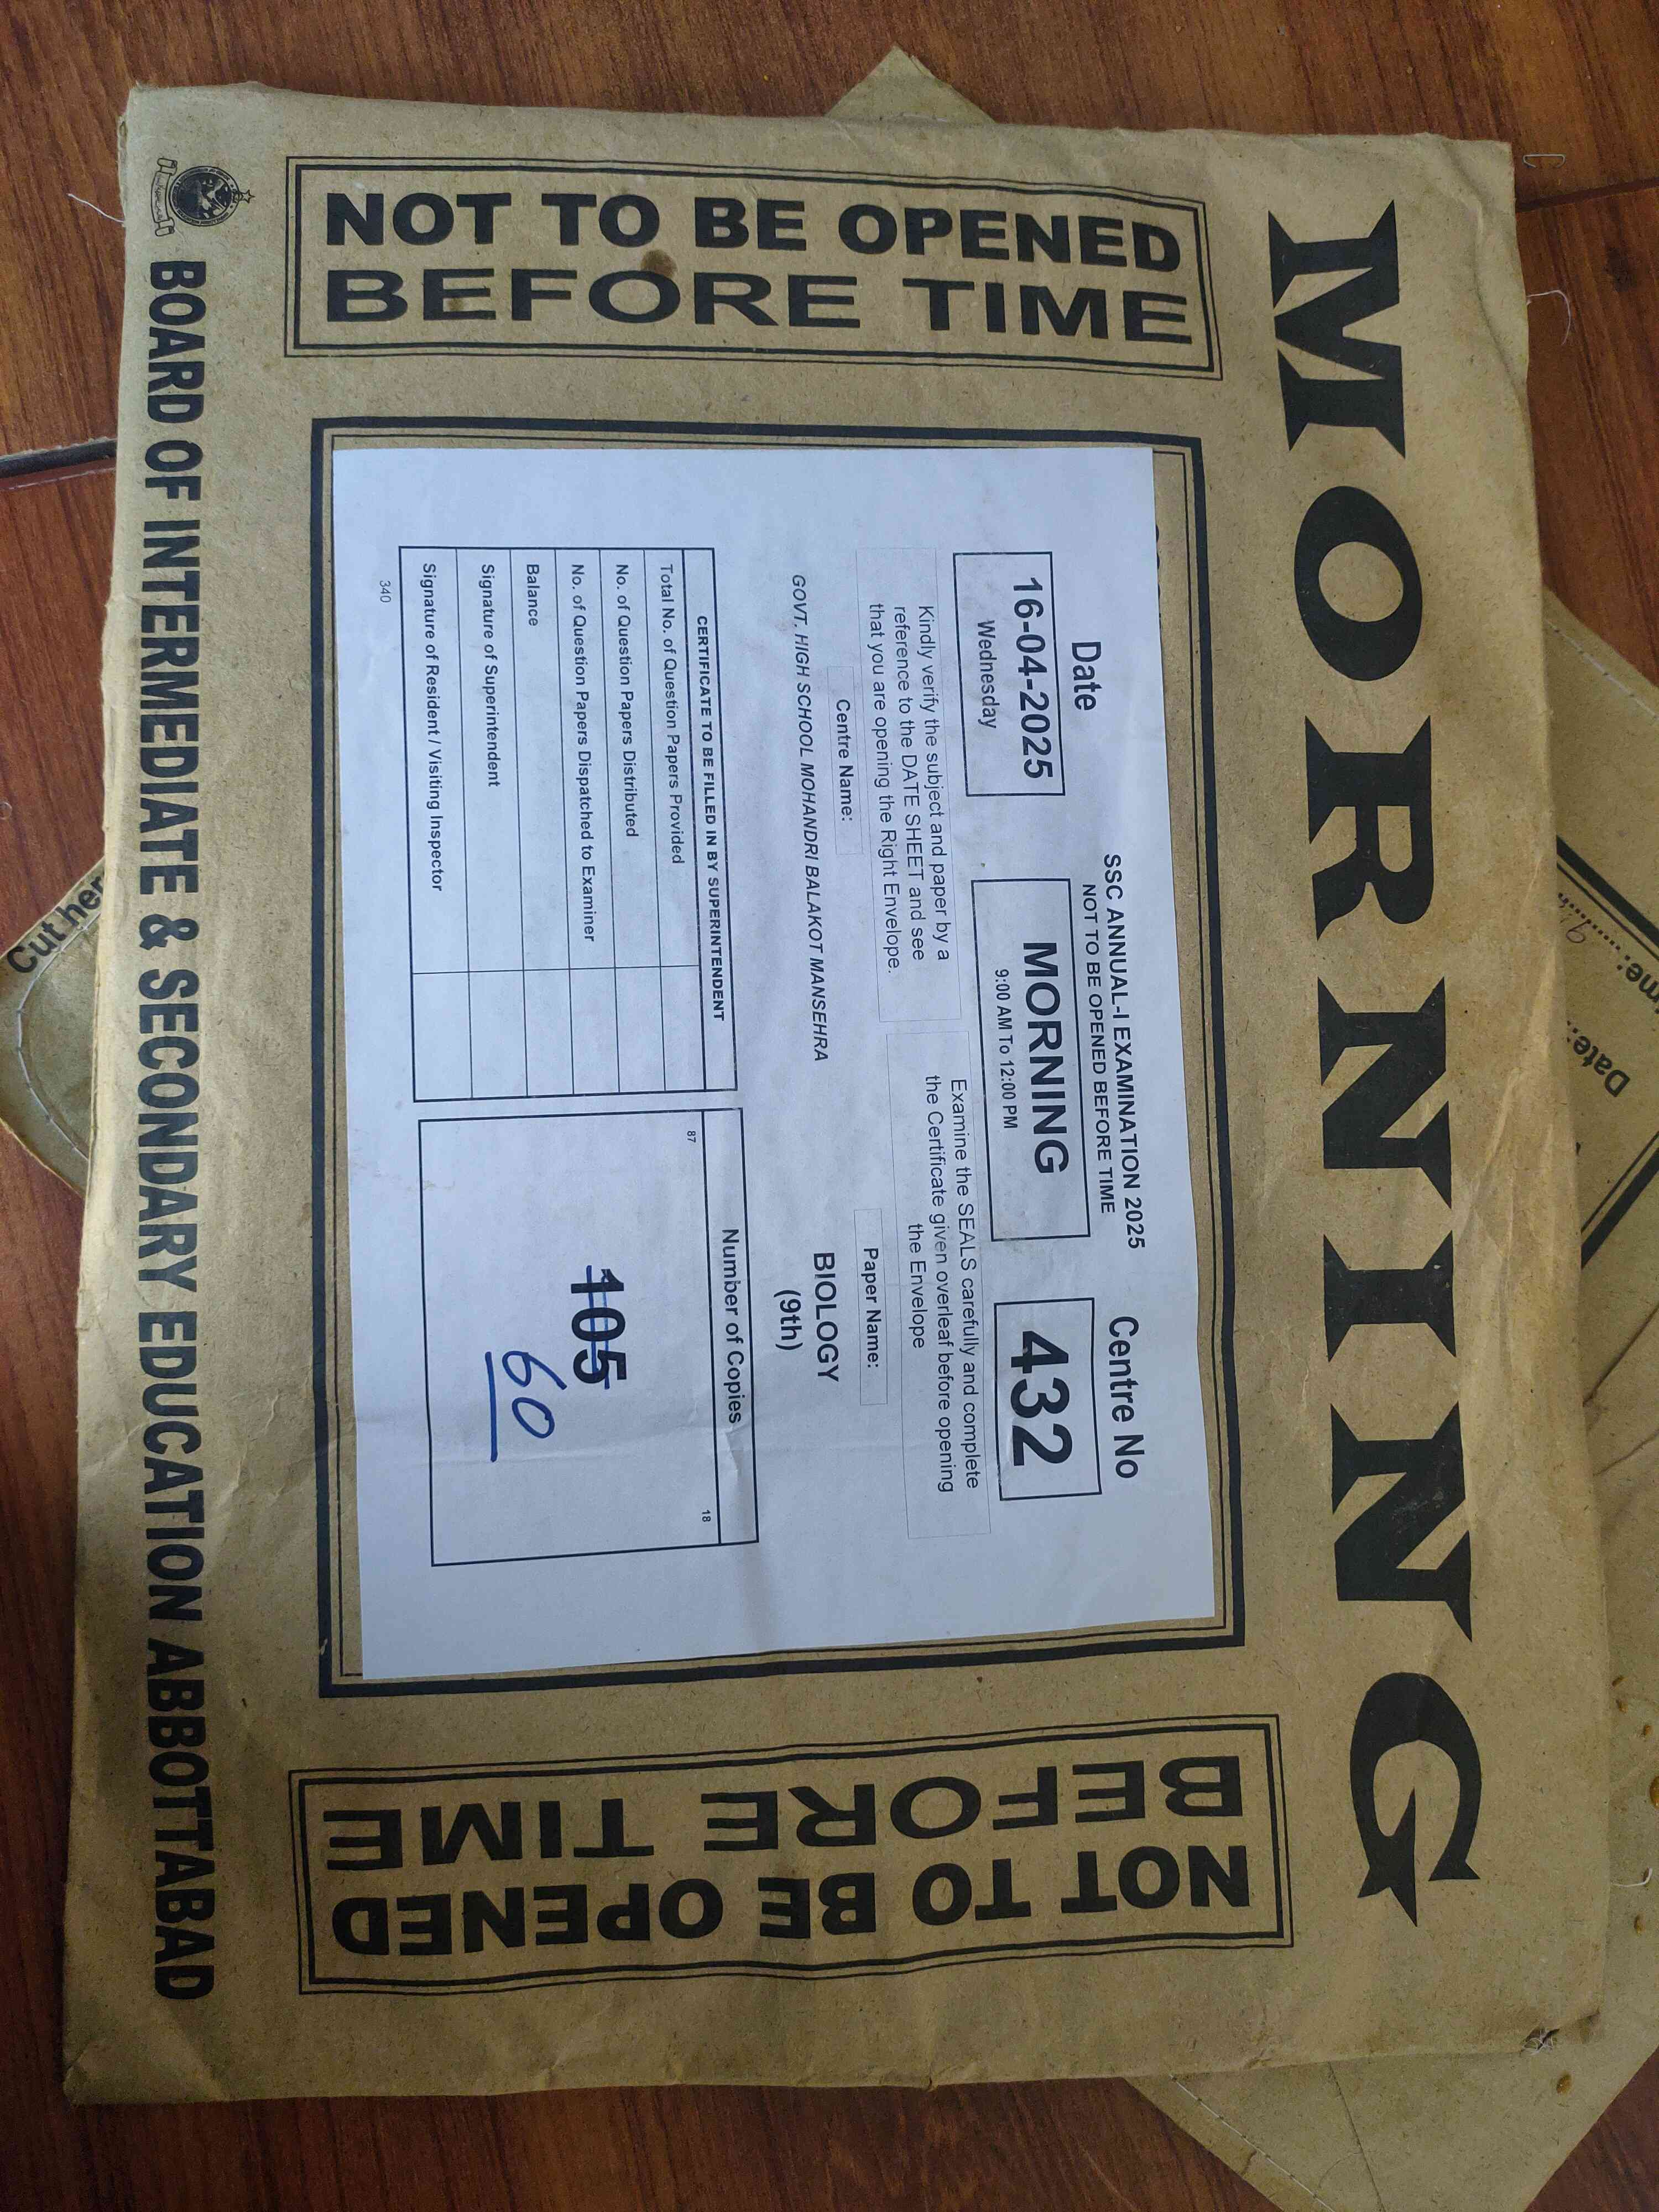 MORNING
NOT TO BE OPENED
BEFORE TIME
SSC ANNUAL-I EXAMINATION 2025
NOT TO BE OPENED BEFORE TIME
Date
16-04-2025
Wednesday
MORNING
9:00 AM To 12:00 PM
Centre No
432
Kindly verify the subject and paper by a
reference to the DATE SHEET and see
that you are opening the Right Envelope.
Examine the SEALS carefully and complete
the Certificate given overleaf before opening
the Envelope
Centre Name:
GOVT. HIGH SCHOOL MOHANDRI BALAKOT MANSEHRA
Paper Name:
BIOLOGY
(9th)
CERTIFICATE TO BE FILLED IN BY SUPERINTENDENT
Total No. of Question Papers Provided
No. of Question Papers Distributed
No. of Question Papers Dispatched to Examiner
Balance
Signature of Superintendent
Signature of Resident / Visiting Inspector
340
Number of Copies
87
18
105
60
NOT TO BE OPENED
BEFORE TIME
BOARD OF INTERMEDIATE & SECONDARY EDUCATION ABBOTTABAD
Cut her
Date:
me: